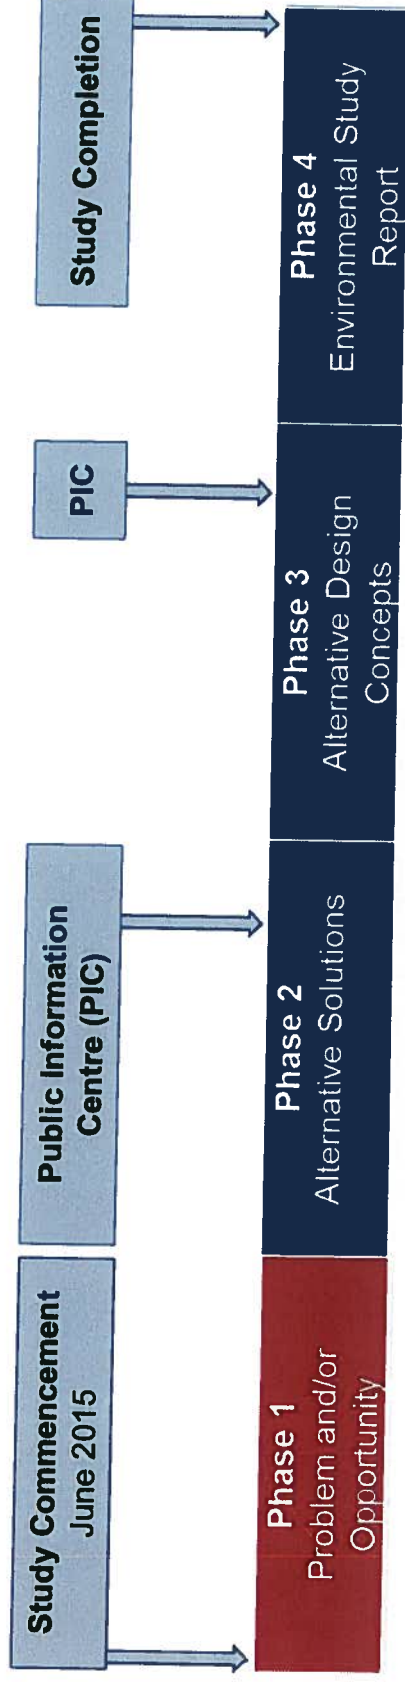 Study Commencement
June 2015
Public Information
Centre (PIC)
PIC
Study Completion
Phase 1
Problem and/or
Opportunity
Phase 2
Alternative Solutions
Phase 3
Alternative Design
Concepts
Phase 4
Environmental Study
Report